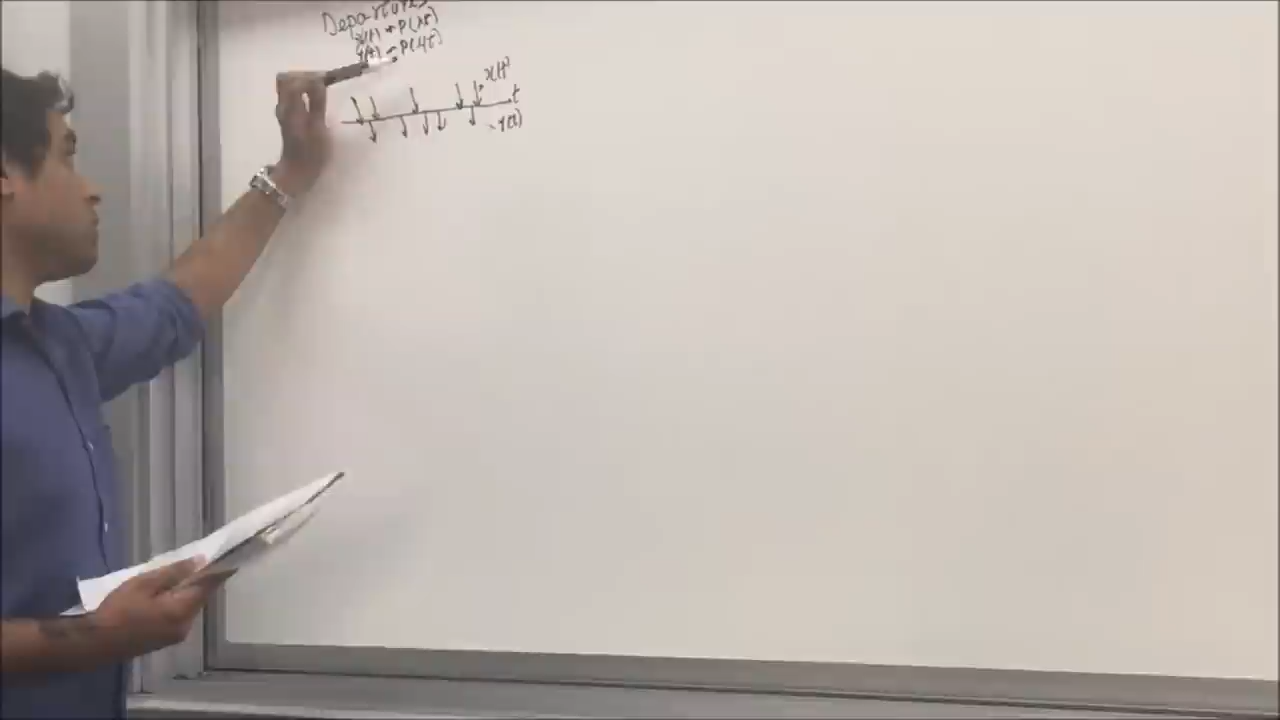 Departures
x(t) → P(λt)
y(t) → P(μt)
x(t)
t
y(t)